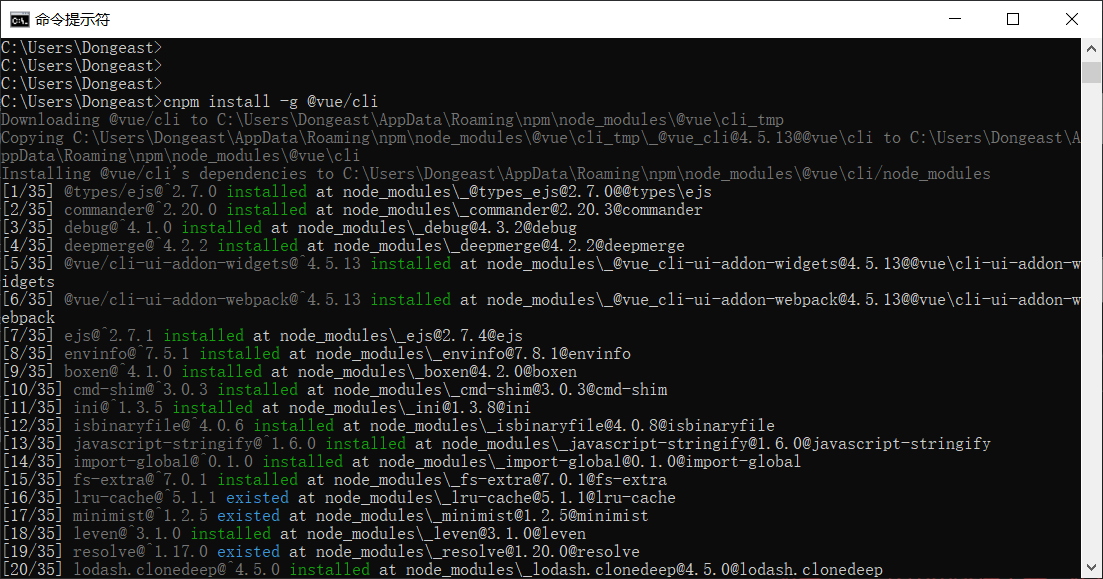 命令提示符
C:\Users\Dongeast>
C:\Users\Dongeast>
C:\Users\Dongeast>
C:\Users\Dongeast>cnpm install -g @vue/cli
Downloading @vue/cli to C:\Users\Dongeast\AppData\Roaming\npm\node_modules\@vue\cli_tmp
Copying C:\Users\Dongeast\AppData\Roaming\npm\node_modules\@vue\cli_tmp\_@vue_cli@4.5.13@@vue\cli to C:\Users\Dongeast\A
ppData\Roaming\npm\node_modules\@vue\cli
Installing @vue/cli's dependencies to C:\Users\Dongeast\AppData\Roaming\npm\node_modules\@vue\cli/node_modules
[1/35] @types/ejs@^2.7.0 installed at node_modules\_@types_ejs@2.7.0@@types\ejs
[2/35] commander@^2.20.0 installed at node_modules\_commander@2.20.3@commander
[3/35] debug@^4.1.0 installed at node_modules\_debug@4.3.2@debug
[4/35] deepmerge@^4.2.2 installed at node_modules\_deepmerge@4.2.2@deepmerge
[5/35] @vue/cli-ui-addon-widgets@^4.5.13 installed at node_modules\_@vue_cli-ui-addon-widgets@4.5.13@@vue\cli-ui-addon-w
idgets
[6/35] @vue/cli-ui-addon-webpack@^4.5.13 installed at node_modules\_@vue_cli-ui-addon-webpack@4.5.13@@vue\cli-ui-addon-w
ebpack
[7/35] ejs@^2.7.1 installed at node_modules\_ejs@2.7.4@ejs
[8/35] envinfo@^7.5.1 installed at node_modules\_envinfo@7.8.1@envinfo
[9/35] boxen@^4.1.0 installed at node_modules\_boxen@4.2.0@boxen
[10/35] cmd-shim@^3.0.3 installed at node_modules\_cmd-shim@3.0.3@cmd-shim
[11/35] ini@^1.3.5 installed at node_modules\_ini@1.3.8@ini
[12/35] isbinaryfile@^4.0.6 installed at node_modules\_isbinaryfile@4.0.8@isbinaryfile
[13/35] javascript-stringify@^1.6.0 installed at node_modules\_javascript-stringify@1.6.0@javascript-stringify
[14/35] import-global@^0.1.0 installed at node_modules\_import-global@0.1.0@import-global
[15/35] fs-extra@^7.0.1 installed at node_modules\_fs-extra@7.0.1@fs-extra
[16/35] lru-cache@^5.1.1 existed at node_modules\_lru-cache@5.1.1@lru-cache
[17/35] minimist@^1.2.5 existed at node_modules\_minimist@1.2.5@minimist
[18/35] leven@^3.1.0 installed at node_modules\_leven@3.1.0@leven
[19/35] resolve@^1.17.0 existed at node_modules\_resolve@1.20.0@resolve
[20/35] lodash.clonedeep@^4.5.0 installed at node_modules\_lodash.clonedeep@4.5.0@lodash.clonedeep